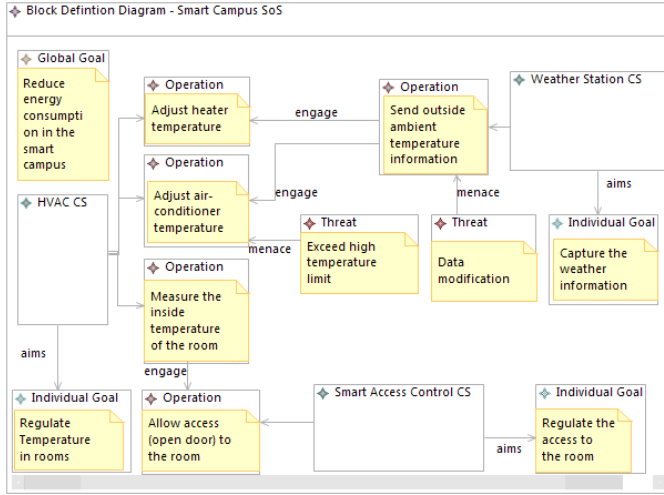 Block Defintion Diagram - Smart Campus SoS
Global Goal
Reduce
energy
consumpti
on in the
smart
campus
Operation
Adjust heater
temperature
engage
Operation
Send outside
ambient
temperature
information
Weather Station CS
Operation
Adjust air-
conditioner
temperature
engage
menace
aims
HVAC CS
menace
Threat
Exceed high
temperature
limit
Threat
Data
modification
Individual Goal
Capture the
weather
information
Operation
Measure the
inside
temperature
of the room
aims
engage
Individual Goal
Regulate
Temperature
in rooms
Operation
Allow access
(open door) to
the room
Smart Access Control CS
aims
Individual Goal
Regulate the
access to
the room